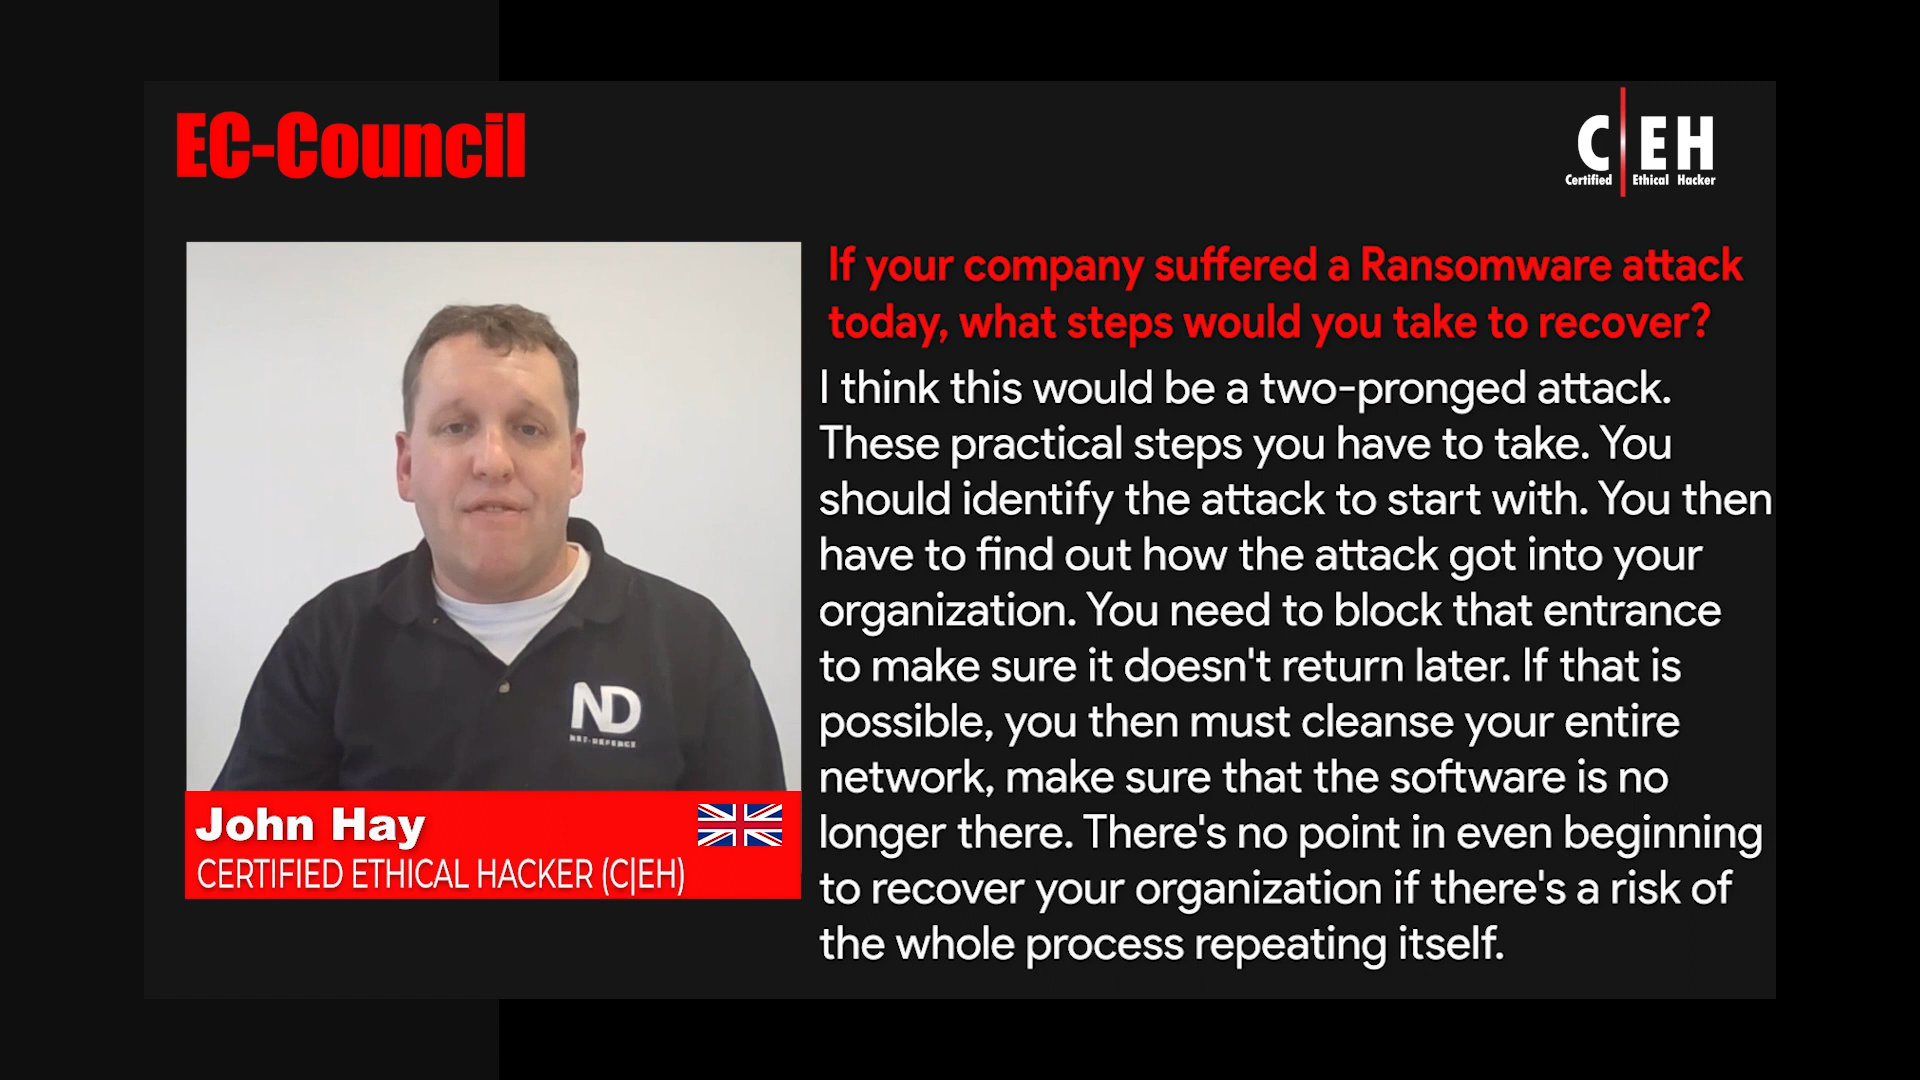 EC-Council
C|EH
Certified Ethical Hacker
If your company suffered a Ransomware attack
today, what steps would you take to recover?
I think this would be a two-pronged attack.
These practical steps you have to take. You
should identify the attack to start with. You then
have to find out how the attack got into your
organization. You need to block that entrance
to make sure it doesn't return later. If that is
possible, you then must cleanse your entire
network, make sure that the software is no
longer there. There's no point in even beginning
to recover your organization if there's a risk of
the whole process repeating itself.
ND
NET-DEFENCE
John Hay
CERTIFIED ETHICAL HACKER (C|EH)